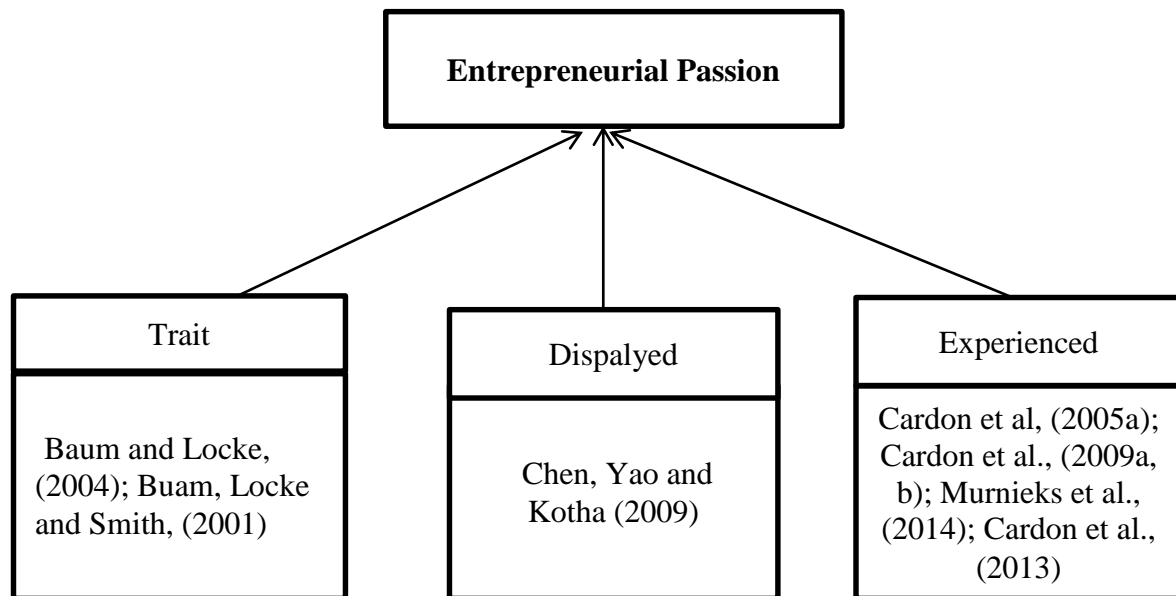 Entrepreneurial Passion
Trait
Baum and Locke,
(2004); Buam, Locke
and Smith, (2001)
Dispalyed
Chen, Yao and
Kotha (2009)
Experienced
Cardon et al, (2005a);
Cardon et al., (2009a,
b); Murnieks et al.,
(2014); Cardon et al.,
(2013)